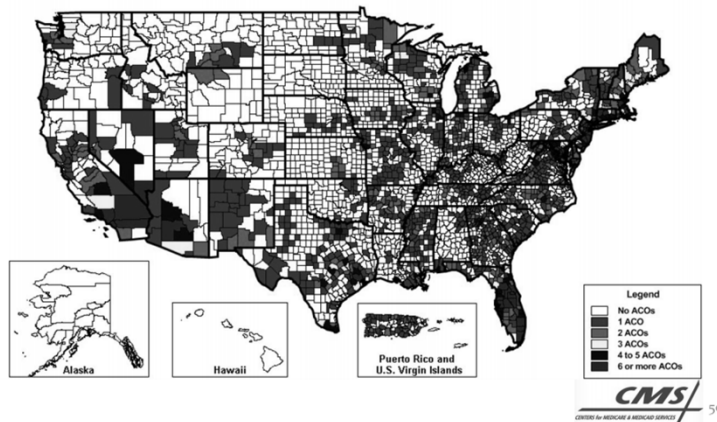 Alaska
Hawaii
Puerto Rico and
U.S. Virgin Islands
Legend
No ACOs
1 ACO
2 ACOs
3 ACOs
4 to 5 ACOs
6 or more ACOs
CMS
CENTERS for MEDICARE & MEDICAID SERVICES